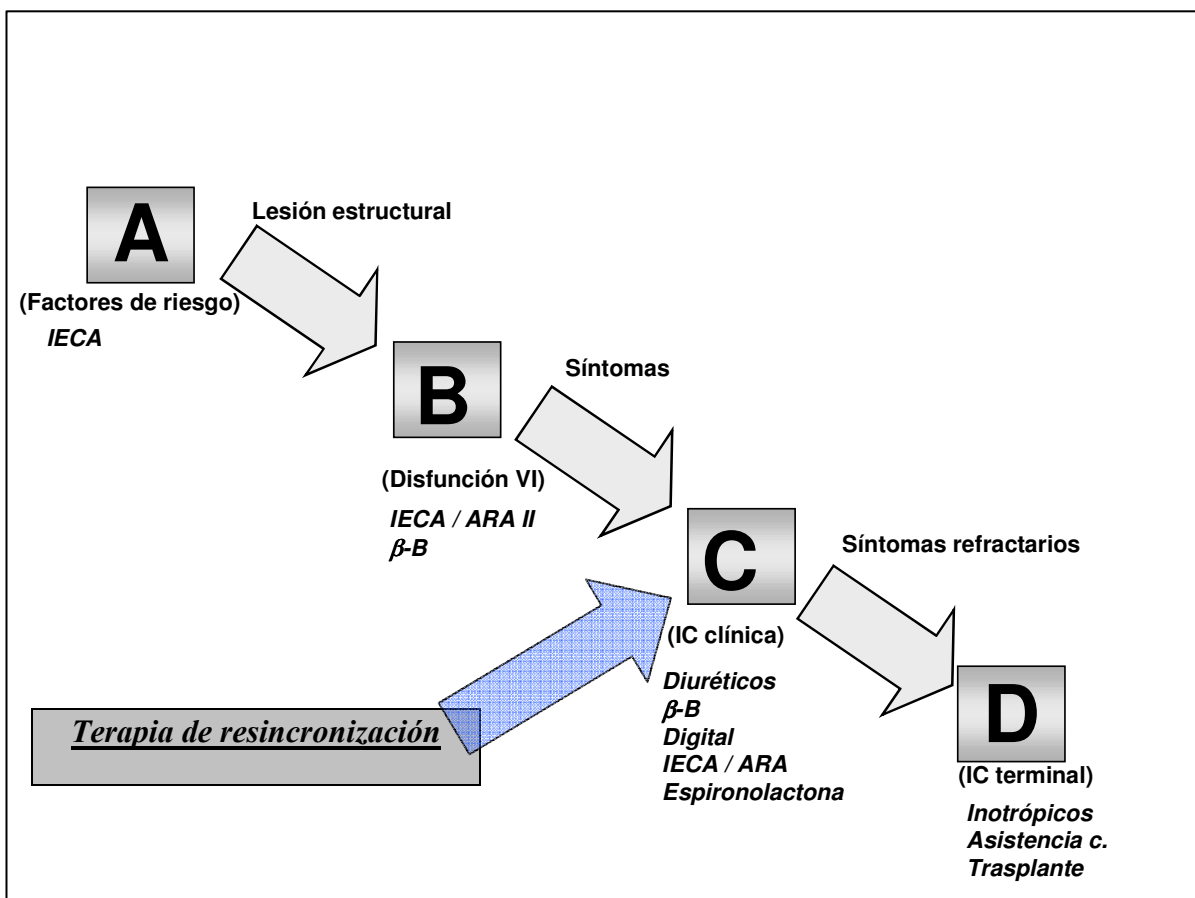 A
Lesión estructural
(Factores de riesgo)
IECA
B
Síntomas
(Disfunción VI)
IECA / ARA II
β-B
C
Síntomas refractarios
(IC clínica)
Diuréticos
β-B
Digital
IECA / ARA
Espironolactona
Terapia de resincronización
D
(IC terminal)
Inotrópicos
Asistencia c.
Trasplante